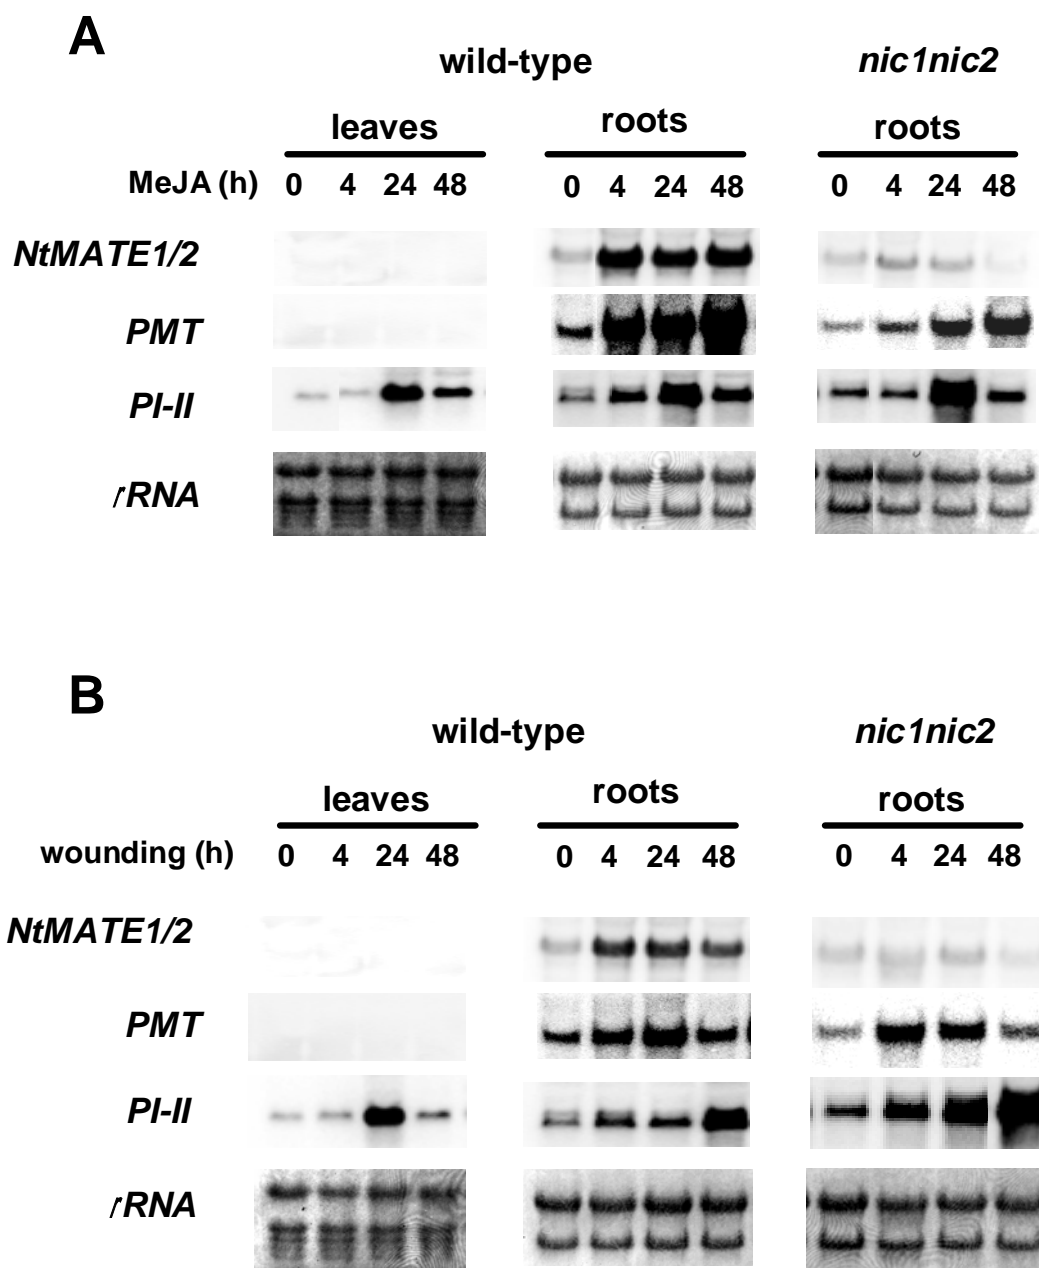 A
wild-type nic1nic2
leaves roots roots
MeJA (h) 0 4 24 48 0 4 24 48 0 4 24 48
NtMATE1/2
PMT
PI-II
rRNA
B
wild-type nic1nic2
leaves roots roots
wounding (h) 0 4 24 48 0 4 24 48 0 4 24 48
NtMATE1/2
PMT
PI-II
rRNA